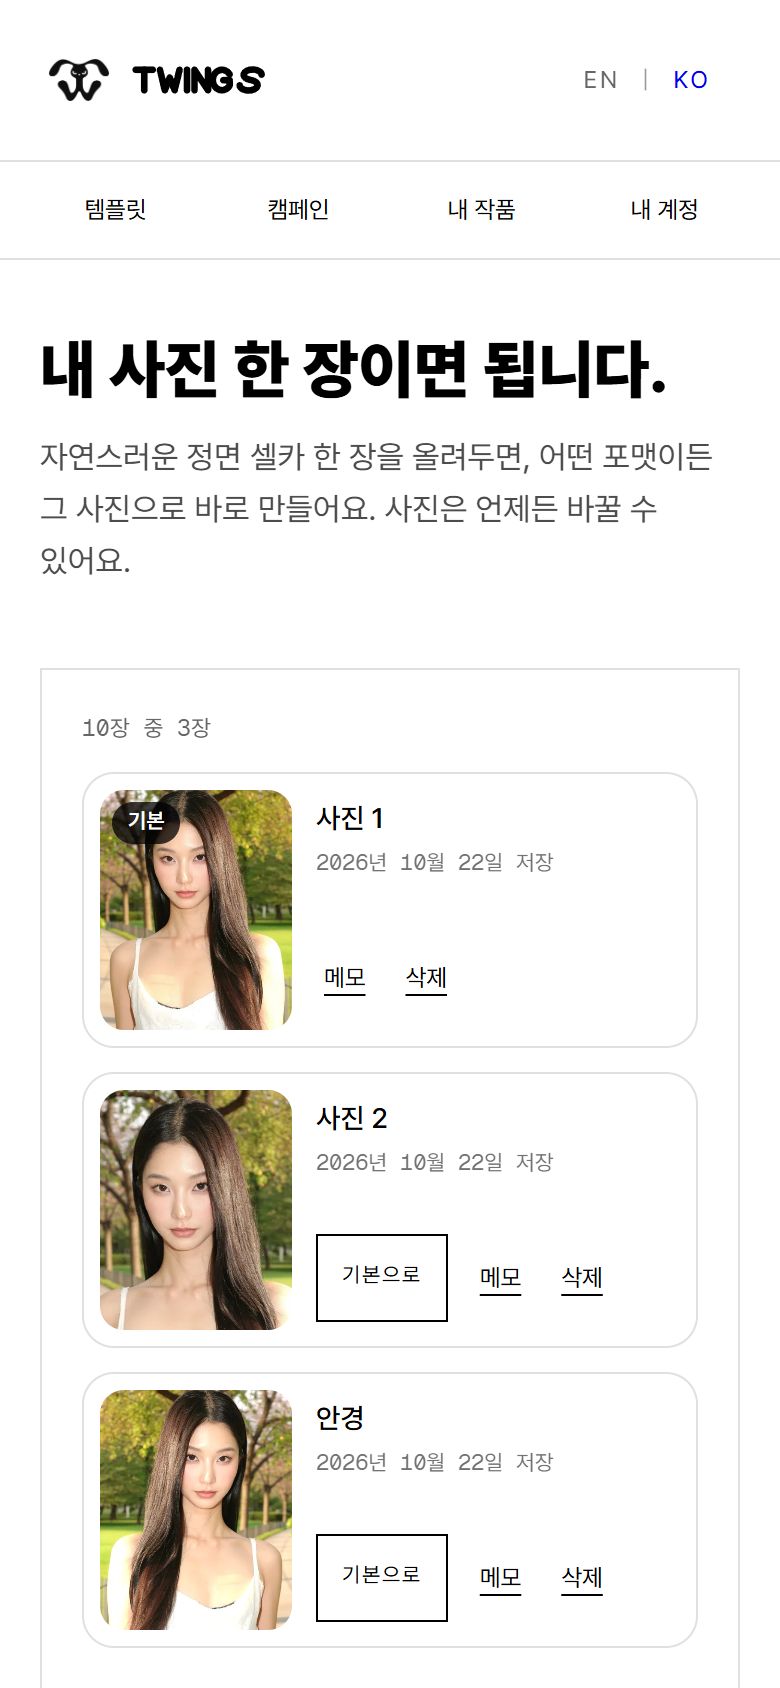 TWINGS
EN | KO
템플릿 캠페인 내 작품 내 계정
내 사진 한 장이면 됩니다.
자연스러운 정면 셀카 한 장을 올려두면, 어떤 포맷이든
그 사진으로 바로 만들어요. 사진은 언제든 바꿀 수
있어요.
10장 중 3장
기본
사진 1
2026년 10월 22일 저장
메모 삭제
사진 2
2026년 10월 22일 저장
기본으로 메모 삭제
안경
2026년 10월 22일 저장
기본으로 메모 삭제